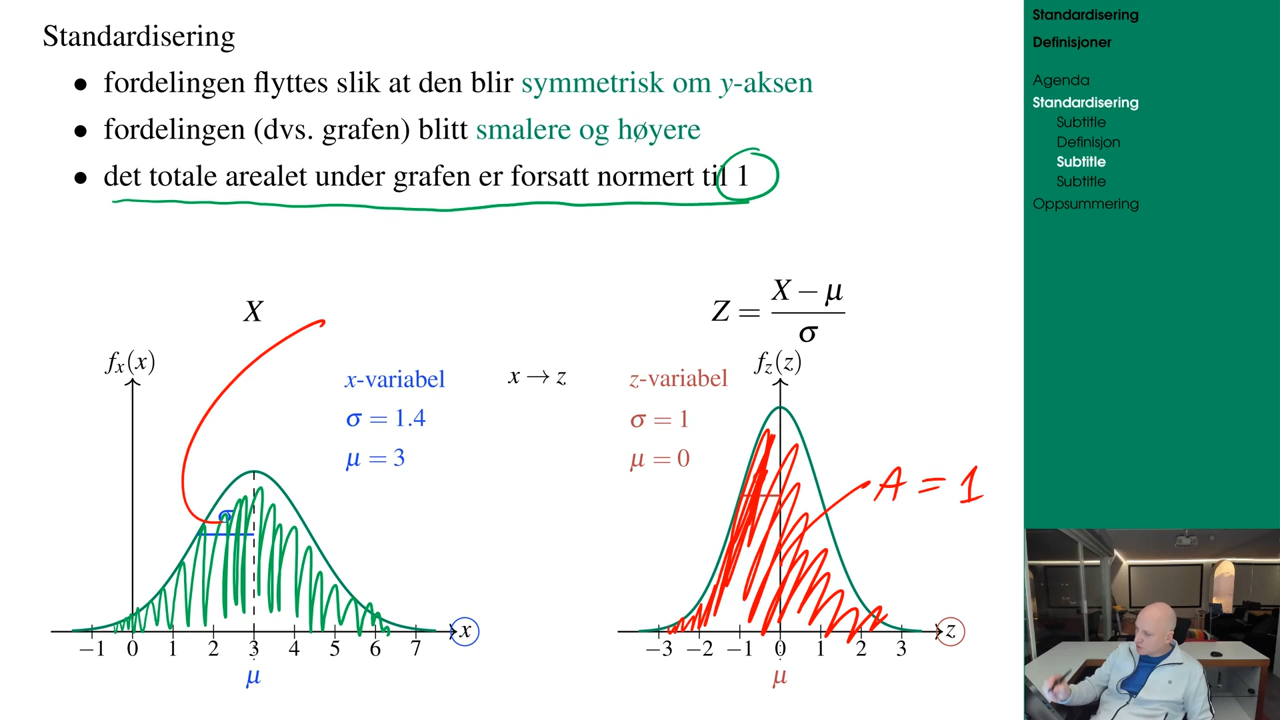 Standardisering
• fordelingen flyttes slik at den blir symmetrisk om y-aksen
• fordelingen (dvs. grafen) blitt smalere og høyere
• det totale arealet under grafen er forsatt normert til 1
X
Z = (X − μ) / σ
f_x(x)
x-variabel
σ = 1.4
μ = 3
x → z
z-variabel
σ = 1
μ = 0
f_z(z)
σ
A = 1
−1 0 1 2 3 4 5 6 7 x
μ
−3 −2 −1 0 1 2 3 z
μ
Standardisering
Definisjoner
Agenda
Standardisering
Subtitle
Definisjon
Subtitle
Subtitle
Oppsummering